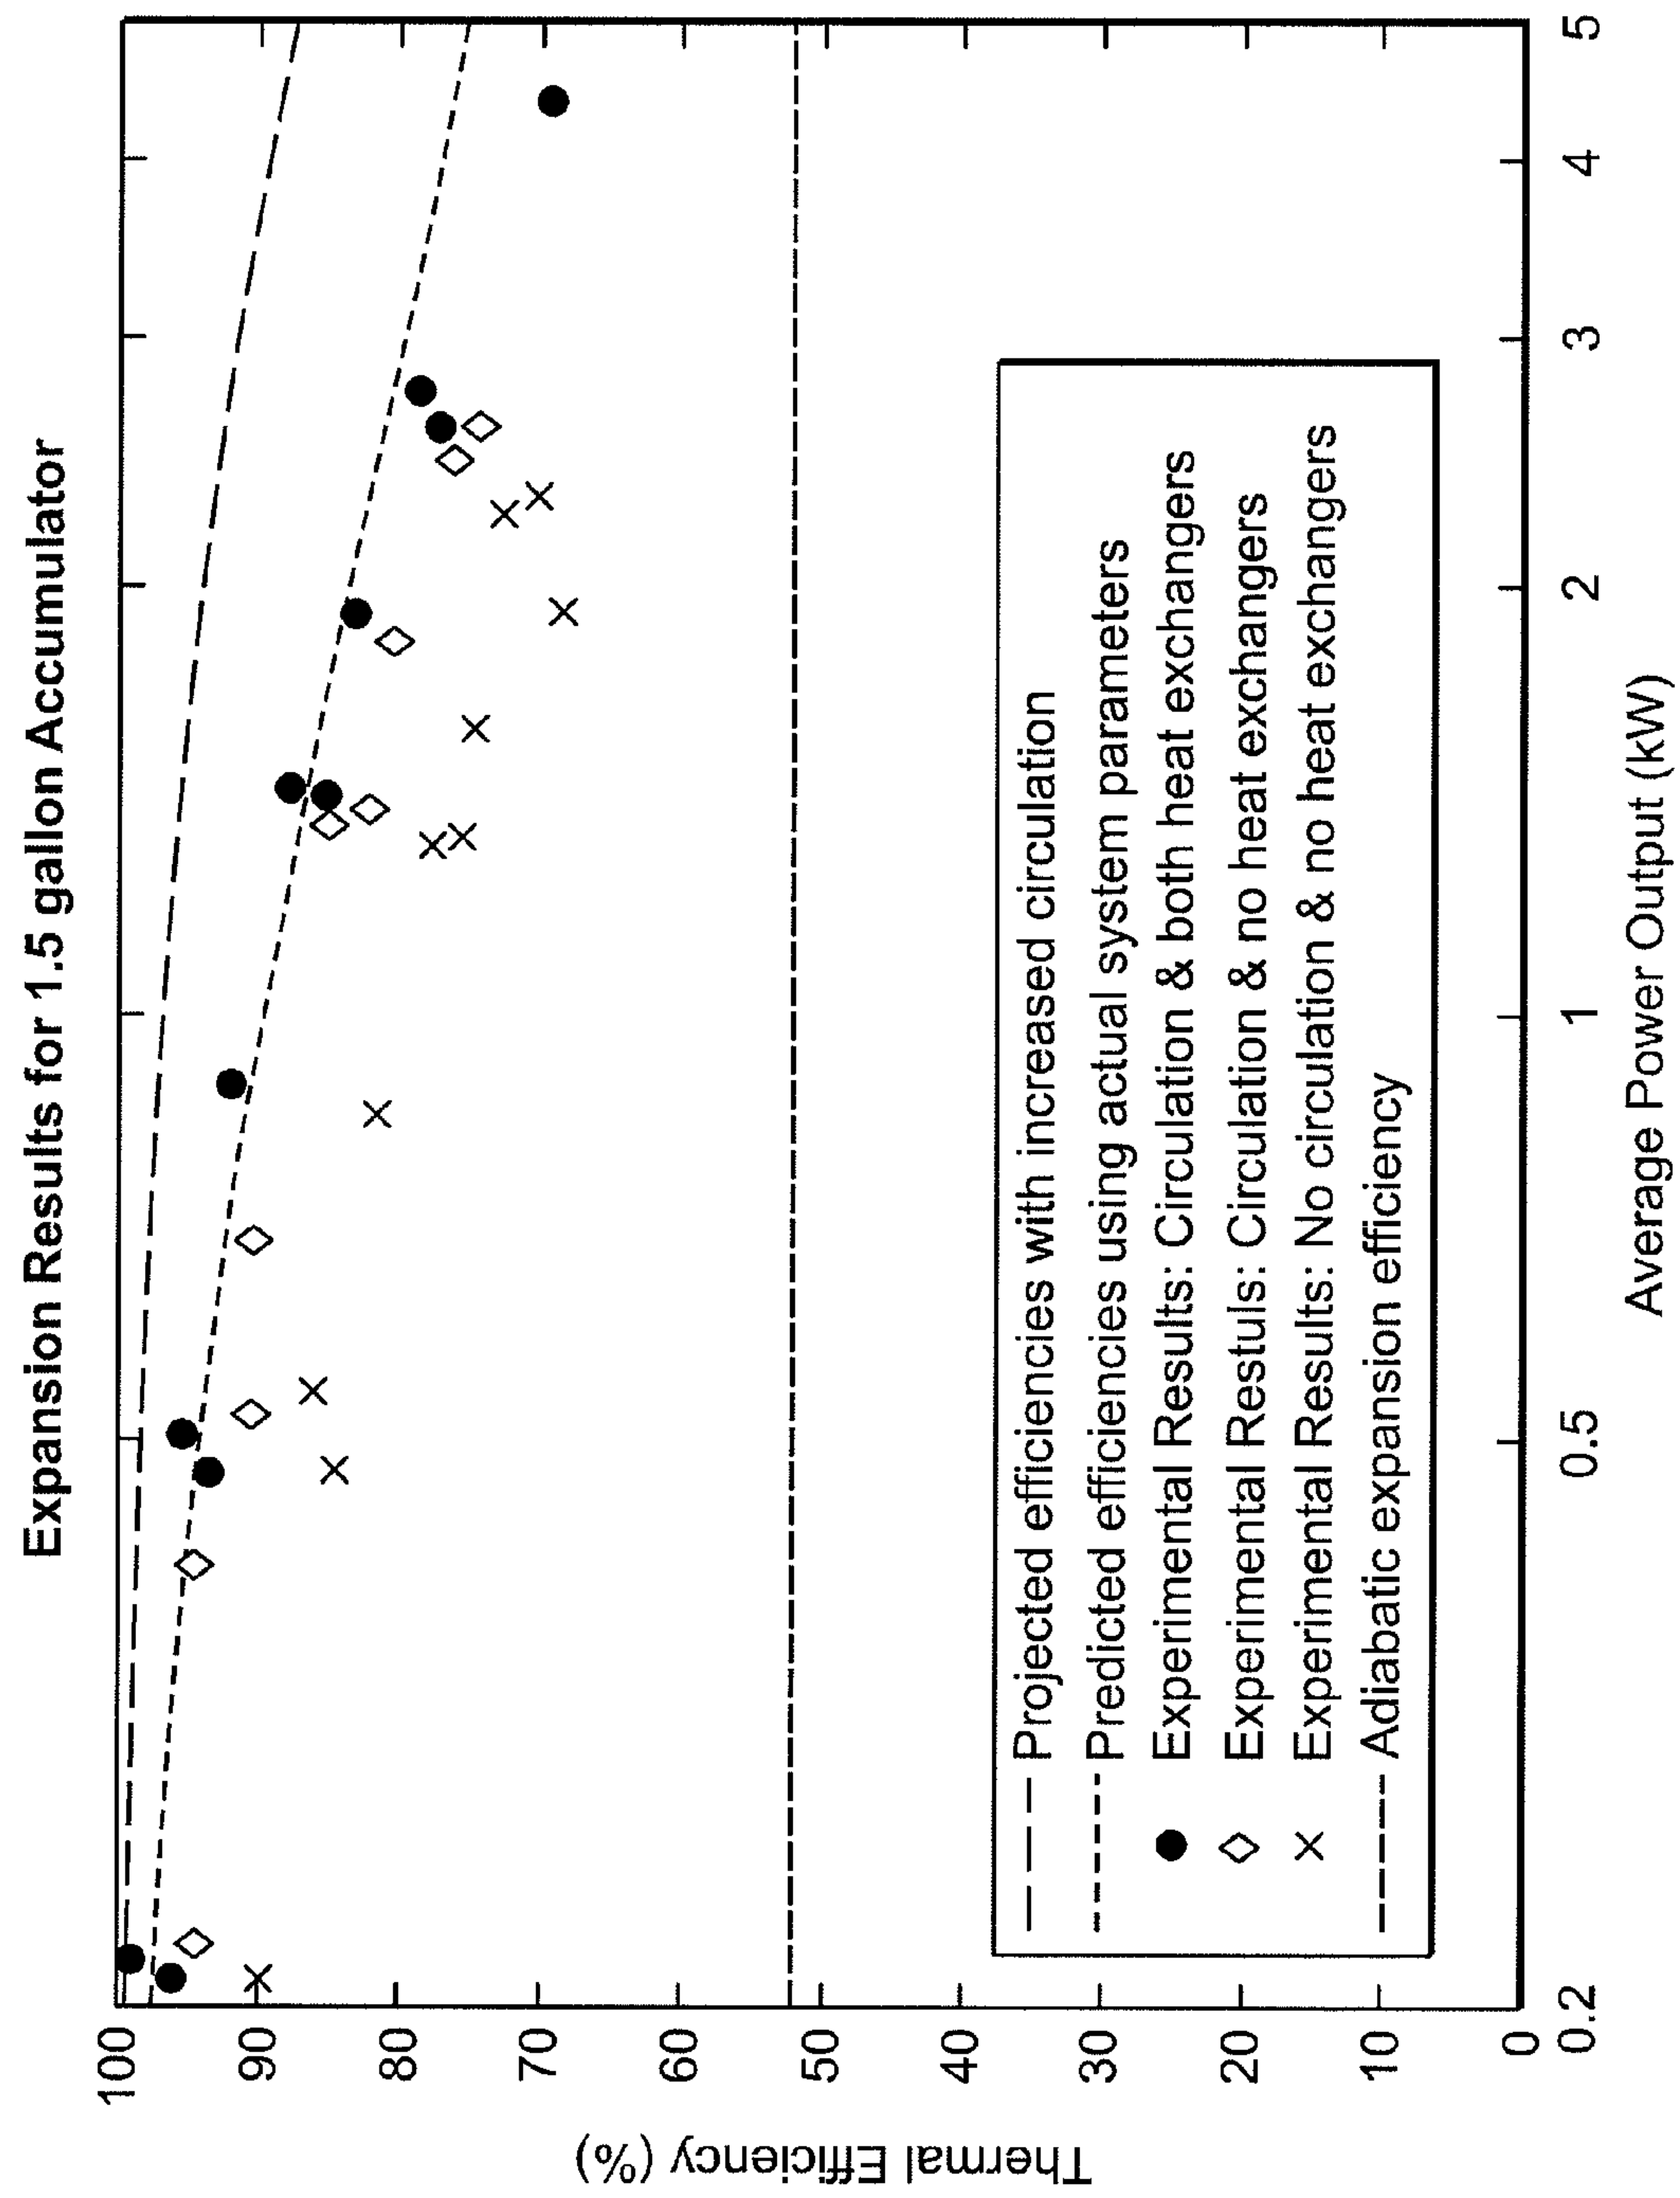 Expansion Results for 1.5 gallon Accumulator
Thermal Efficiency (%)
100
90
80
70
60
50
40
30
20
10
0
Projected efficiencies with increased circulation
Predicted efficiencies using actual system parameters
Experimental Results: Circulation & both heat exchangers
Experimental Restuls: Circulation & no heat exchangers
Experimental Results: No circulation & no heat exchangers
Adiabatic expansion efficiency
0.2 0.5 1 2 3 4 5
Average Power Output (kW)